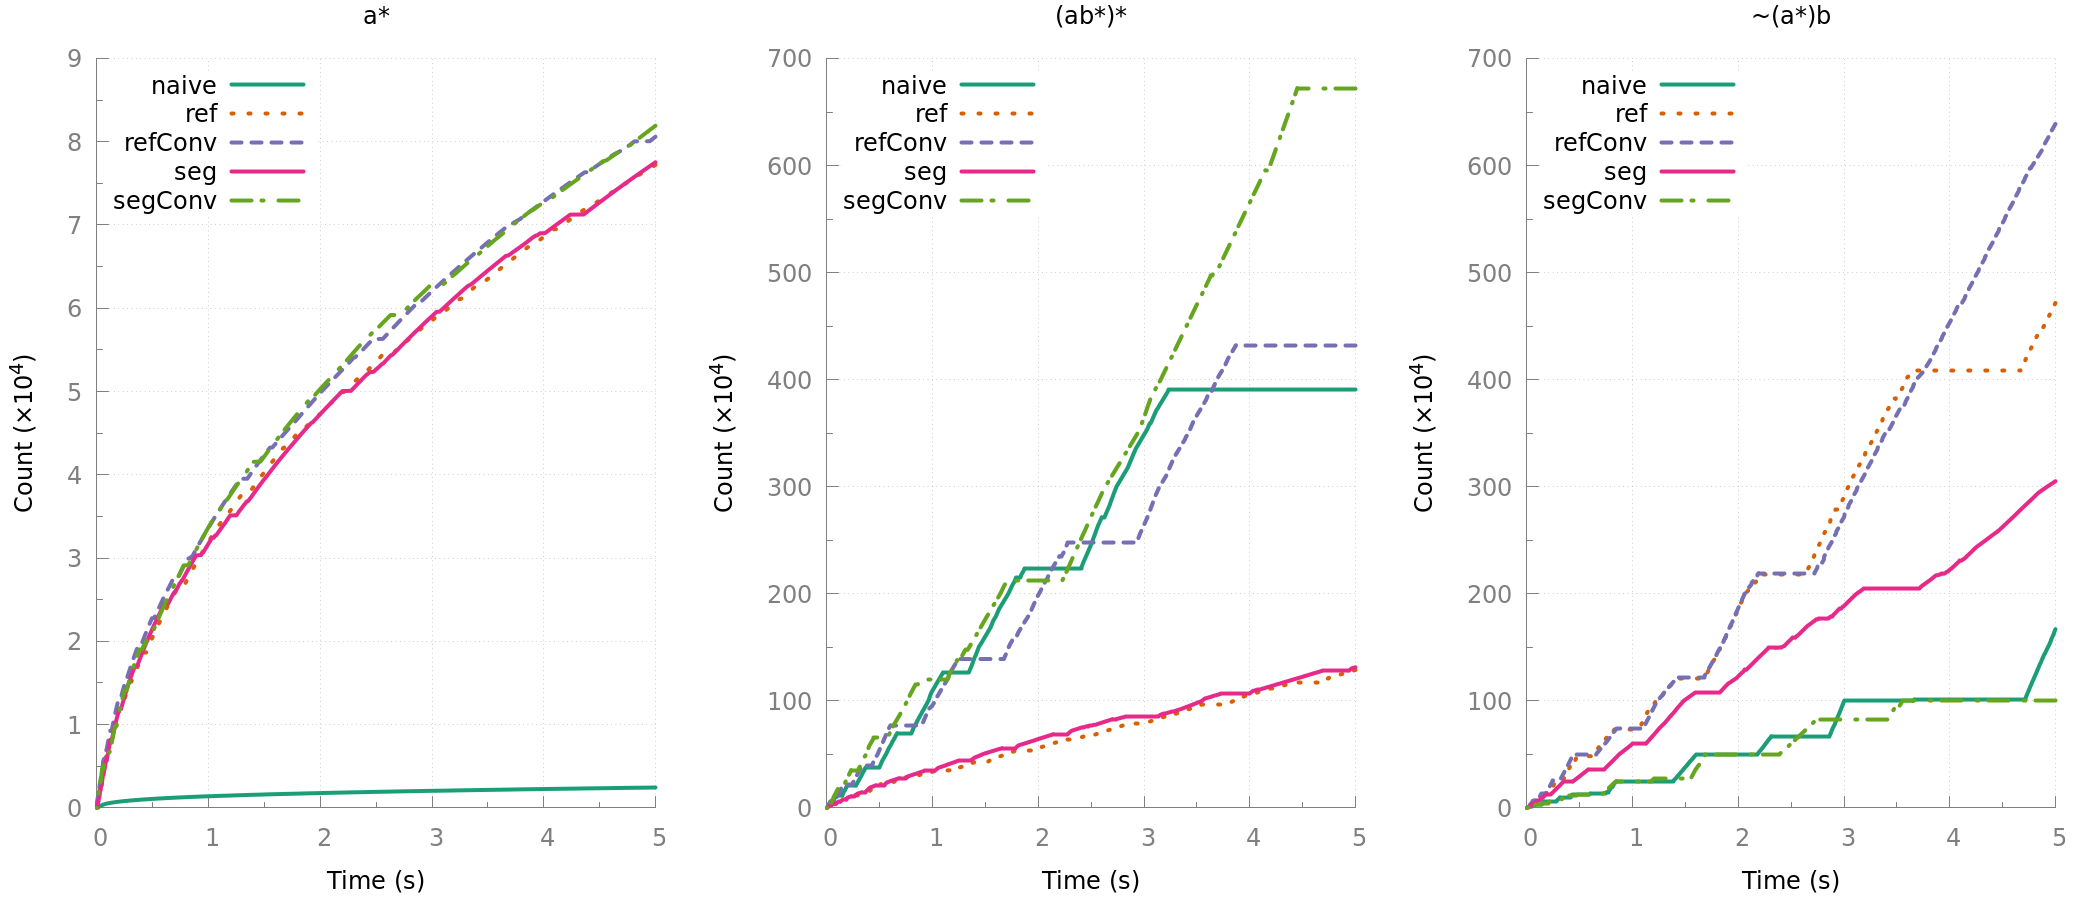 a*
9
8
7
6
5
4
3
2
1
0
Count (×10⁴)
naive
ref
refConv
seg
segConv
0 1 2 3 4 5
Time (s)
(ab*)*
700
600
500
400
300
200
100
0
Count (×10⁴)
naive
ref
refConv
seg
segConv
0 1 2 3 4 5
Time (s)
~(a*)b
700
600
500
400
300
200
100
0
Count (×10⁴)
naive
ref
refConv
seg
segConv
0 1 2 3 4 5
Time (s)